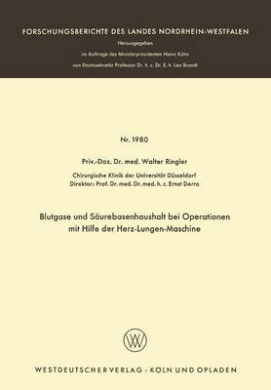 FORSCHUNGSBERICHTE DES LANDES NORDRHEIN-WESTFALEN
Herausgegeben
im Auftrage des Ministerpräsidenten Heinz Kühn
von Staatssekretär Professor Dr. h. c. Dr. E. h. Leo Brandt
Nr. 1980
Priv.-Doz. Dr. med. Walter Ringler
Chirurgische Klinik der Universität Düsseldorf
Direktor: Prof. Dr. med. Dr. med. h. c. Ernst Derra
Blutgase und Säurebasenhaushalt bei Operationen
mit Hilfe der Herz-Lungen-Maschine
WESTDEUTSCHER VERLAG · KÖLN UND OPLADEN